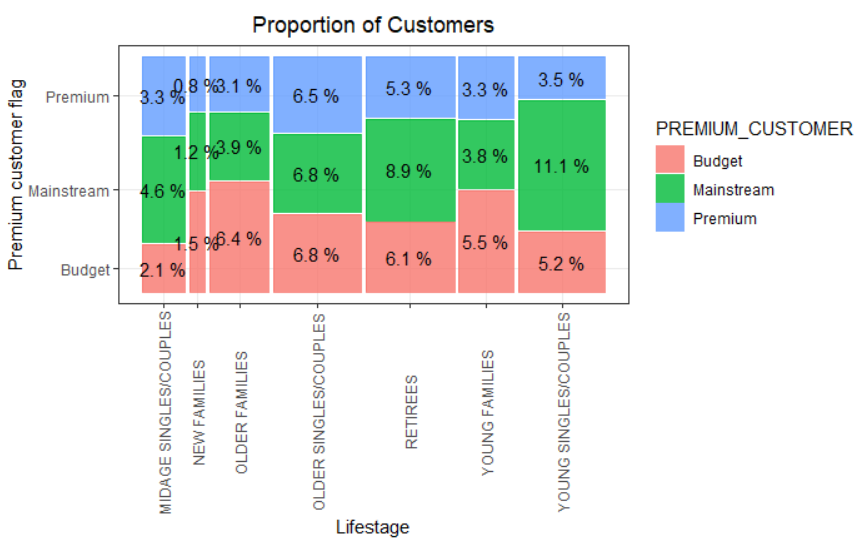 Proportion of Customers
Premium customer flag
Premium
Mainstream
Budget
3.3 %
0.8 %
3.1 %
6.5 %
5.3 %
3.3 %
3.5 %
4.6 %
1.2 %
3.9 %
6.8 %
8.9 %
3.8 %
11.1 %
2.1 %
1.5 %
6.4 %
6.8 %
6.1 %
5.5 %
5.2 %
MIDAGE SINGLES/COUPLES
NEW FAMILIES
OLDER FAMILIES
OLDER SINGLES/COUPLES
RETIREES
YOUNG FAMILIES
YOUNG SINGLES/COUPLES
Lifestage
PREMIUM_CUSTOMER
Budget
Mainstream
Premium